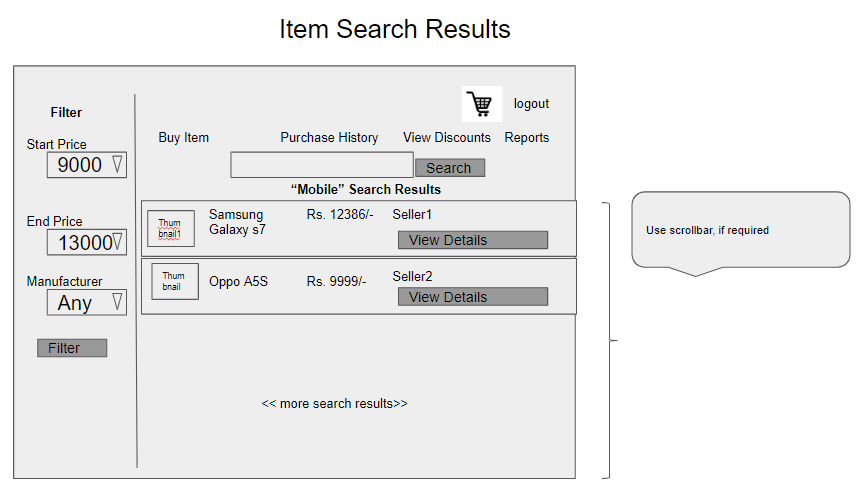 Item Search Results
Filter
logout
Buy Item
Purchase History
View Discounts
Reports
Start Price
9000
Search
“Mobile” Search Results
End Price
13000
Manufacturer
Any
Filter
Thum
bnail1
Samsung
Galaxy s7
Rs. 12386/-
Seller1
View Details
Thum
bnail
Oppo A5S
Rs. 9999/-
Seller2
View Details
<< more search results>>
Use scrollbar, if required